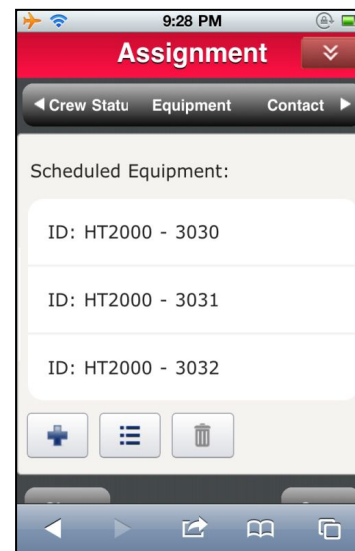 9:28 PM
Assignment
Crew Statu Equipment Contact
Scheduled Equipment:
ID: HT2000 - 3030
ID: HT2000 - 3031
ID: HT2000 - 3032